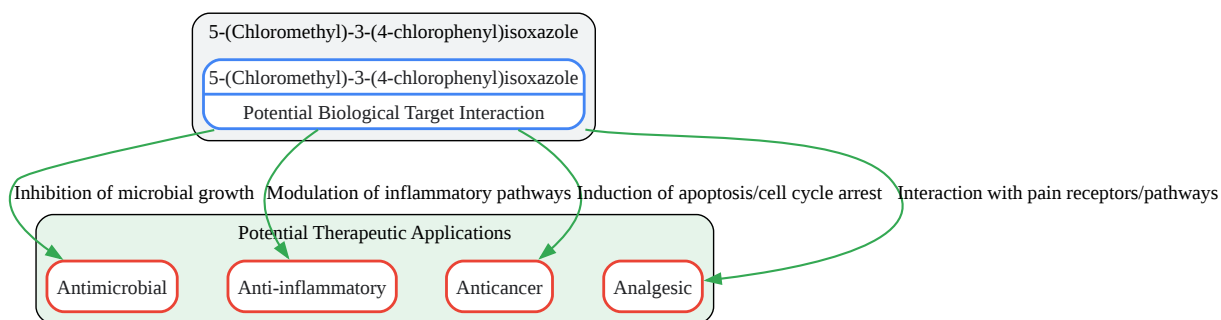 5-(Chloromethyl)-3-(4-chlorophenyl)isoxazole
5-(Chloromethyl)-3-(4-chlorophenyl)isoxazole
Potential Biological Target Interaction
Inhibition of microbial growth
Modulation of inflammatory pathways
Induction of apoptosis/cell cycle arrest
Interaction with pain receptors/pathways
Potential Therapeutic Applications
Antimicrobial
Anti-inflammatory
Anticancer
Analgesic